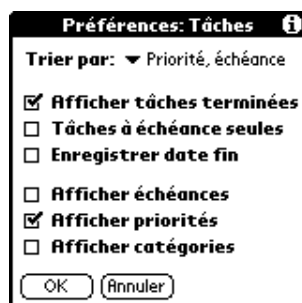 Préférences: Tâches
Trier par: Priorité, échéance
Afficher tâches terminées
Tâches à échéance seules
Enregistrer date fin
Afficher échéances
Afficher priorités
Afficher catégories
OK Annuler